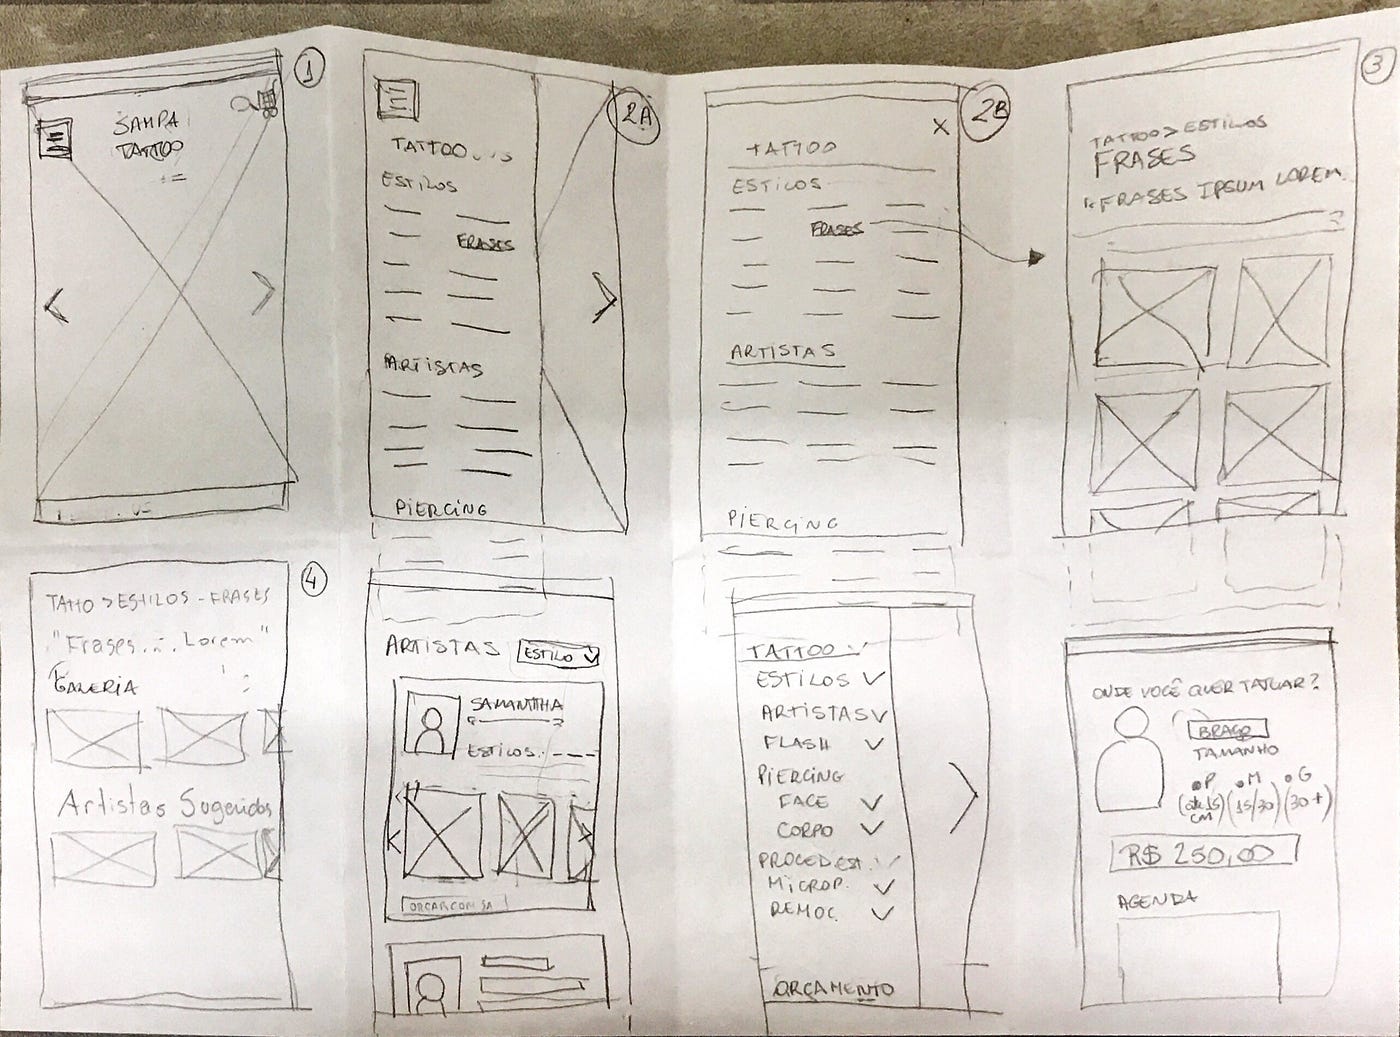 1
SAMPA
TATTOO
2A
TATTOO
ESTILOS
FRASES
ARTISTAS
PIERCING
2B
X
TATTOO
ESTILOS
FRASES
ARTISTAS
PIERCING
3
TATTOO > ESTILOS
FRASES
"FRASES IPSUM LOREM
4
TATTO > ESTILOS - FRASES
"Frases... Lorem"
GALERIA
Artistas Sugeridos
ARTISTAS
ESTILO
SAMANTHA
ESTILOS:
TATTOO
ESTILOS
ARTISTAS
FLASH
PIERCING
FACE
CORPO
PROCED. EST.
MICROP.
REMOC.
ORÇAMENTO
ONDE VOCÊ QUER TATUAR?
BRAÇO
TAMANHO
P M G
(até 15 cm) (15/30) (30+)
R$ 250,00
AGENDA